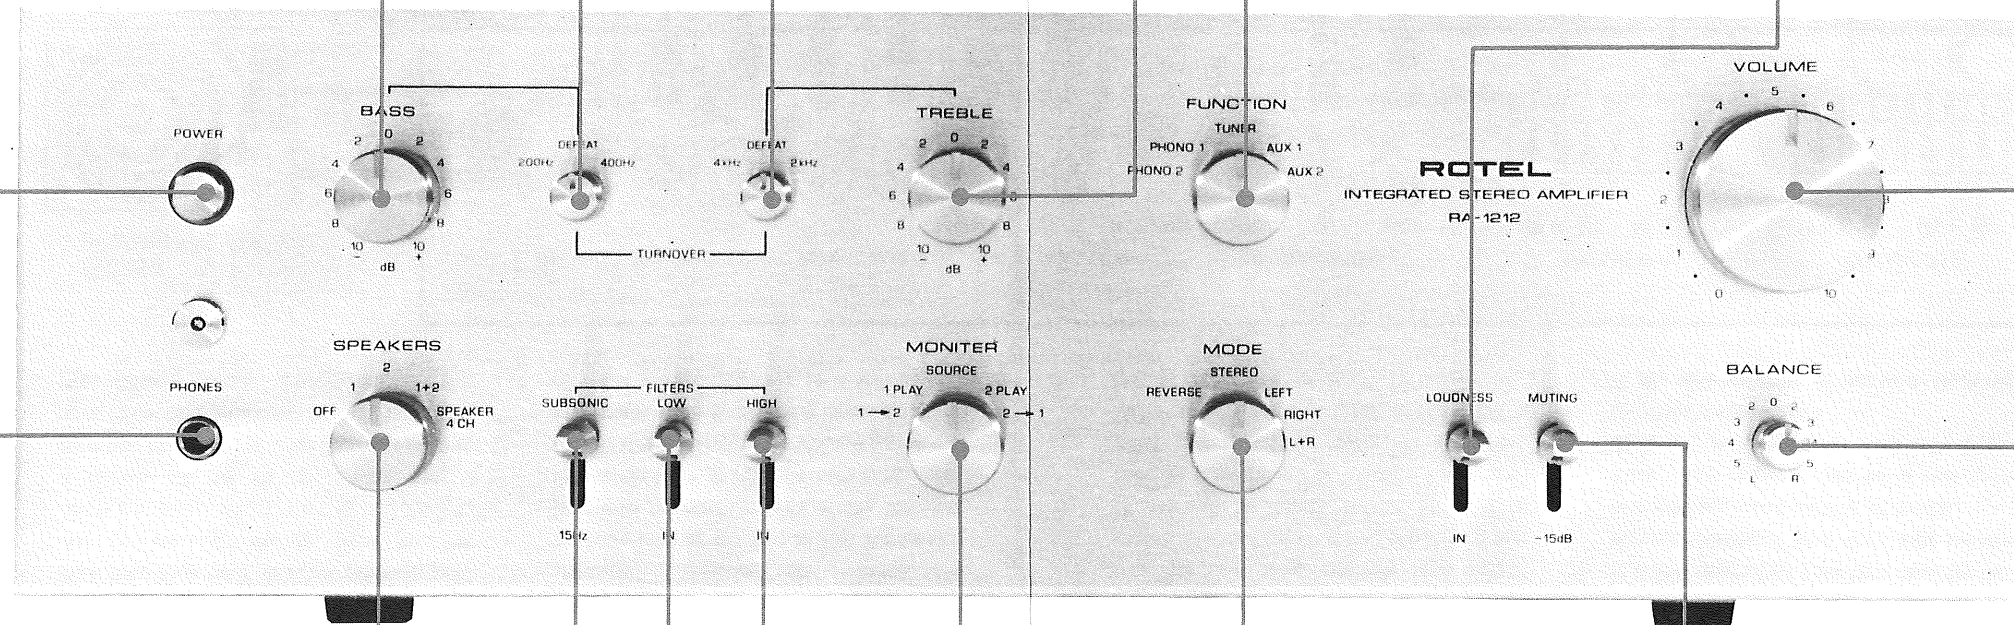 POWER
PHONES
BASS
0
2 2
4 4
6 6
8 8
10 10
- +
dB
DEFEAT
200Hz 400Hz
DEFEAT
4kHz 2kHz
TURNOVER
TREBLE
0
2 2
4 4
6
8 8
10 10
- +
dB
FUNCTION
TUNER
PHONO 1 AUX 1
PHONO 2 AUX 2
ROTEL
INTEGRATED STEREO AMPLIFIER
RA-1212
VOLUME
5
4 6
3 7
2 8
1 9
0 10
SPEAKERS
2
1 1+2
OFF SPEAKER
4 CH
FILTERS
SUBSONIC LOW HIGH
15Hz IN IN
MONITER
SOURCE
1 PLAY 2 PLAY
1→2 2→1
MODE
STEREO
REVERSE LEFT
RIGHT
L+R
LOUDNESS MUTING
IN -15dB
BALANCE
0
2 2
3 3
4 4
5 5
L R